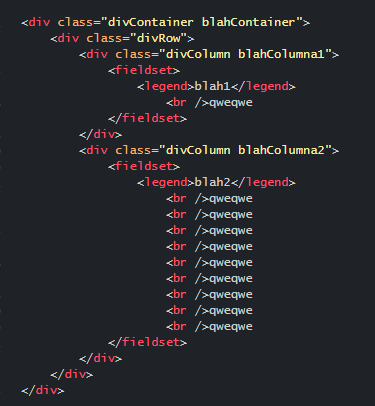 <div class="divContainer blahContainer">
    <div class="divRow">
        <div class="divColumn blahColumna1">
            <fieldset>
                <legend>blah1</legend>
                    <br />qweqwe
            </fieldset>
        </div>
        <div class="divColumn blahColumna2">
            <fieldset>
                <legend>blah2</legend>
                    <br />qweqwe
                    <br />qweqwe
                    <br />qweqwe
                    <br />qweqwe
                    <br />qweqwe
                    <br />qweqwe
                    <br />qweqwe
                    <br />qweqwe
                    <br />qweqwe
            </fieldset>
        </div>
    </div>
</div>